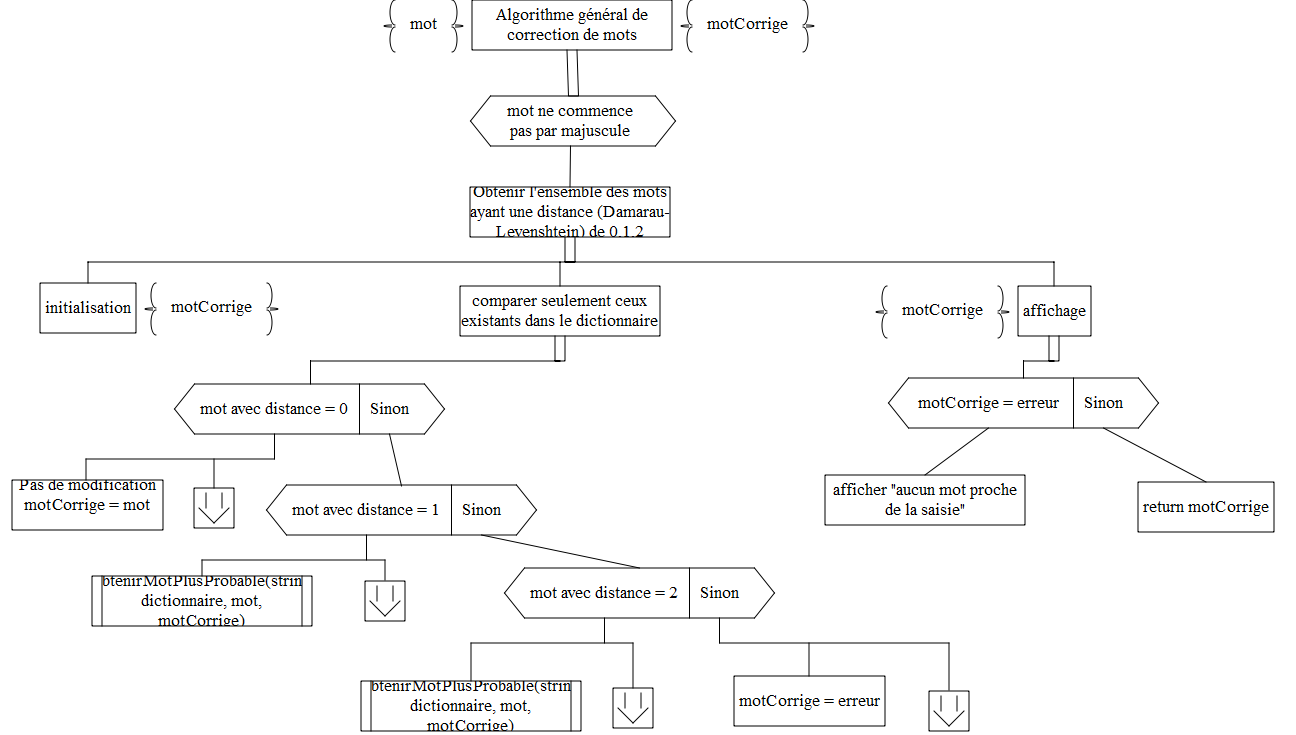 mot
Algorithme général de
correction de mots
motCorrige
mot ne commence
pas par majuscule
Obtenir l'ensemble des mots
ayant une distance (Damarau-
Levenshtein) de 0,1,2
initialisation
motCorrige
comparer seulement ceux
existants dans le dictionnaire
motCorrige
affichage
mot avec distance = 0
Sinon
motCorrige = erreur
Sinon
Pas de modification
motCorrige = mot
afficher "aucun mot proche
de la saisie"
return motCorrige
mot avec distance = 1
Sinon
btenirMotPlusProbable(strin
dictionnaire, mot,
motCorrige)
mot avec distance = 2
Sinon
btenirMotPlusProbable(strin
dictionnaire, mot,
motCorrige)
motCorrige = erreur